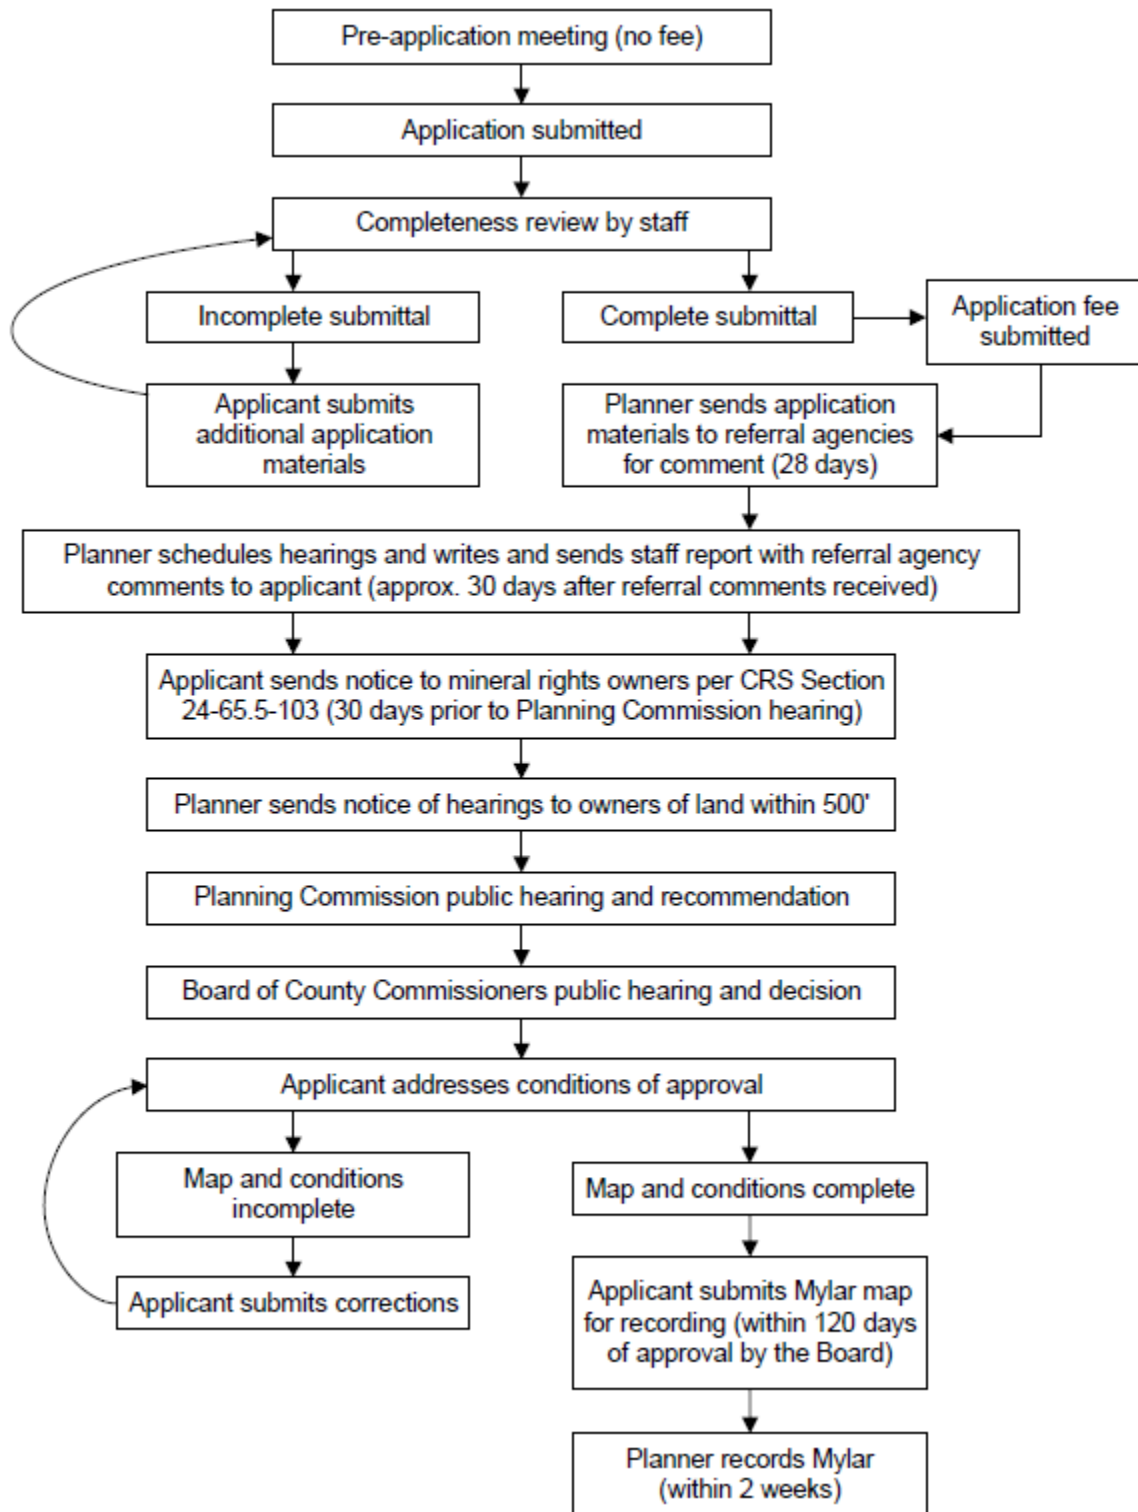 Pre-application meeting (no fee)
Application submitted
Completeness review by staff
Incomplete submittal
Complete submittal
Application fee
submitted
Applicant submits
additional application
materials
Planner sends application
materials to referral agencies
for comment (28 days)
Planner schedules hearings and writes and sends staff report with referral agency
comments to applicant (approx. 30 days after referral comments received)
Applicant sends notice to mineral rights owners per CRS Section
24-65.5-103 (30 days prior to Planning Commission hearing)
Planner sends notice of hearings to owners of land within 500'
Planning Commission public hearing and recommendation
Board of County Commissioners public hearing and decision
Applicant addresses conditions of approval
Map and conditions
incomplete
Applicant submits corrections
Map and conditions complete
Applicant submits Mylar map
for recording (within 120 days
of approval by the Board)
Planner records Mylar
(within 2 weeks)